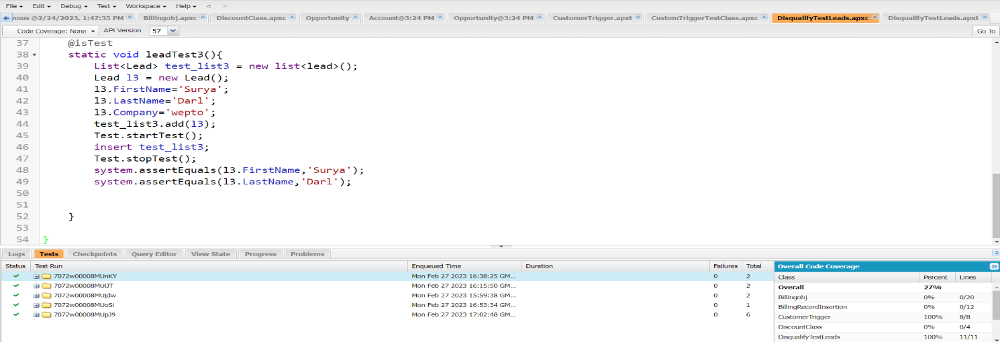 File Edit Debug Test Workspace Help < >
mous @2/24/2023, 1:47:35 PM Billingobj.apxc DiscountClass.apxc Opportunity Account@3:24 PM Opportunity@3:24 PM CustomerTrigger.apxt CustomTriggerTestClass.apxc DisqualifyTestLeads.apxc DisqualifyTestLeads.apxt
Code Coverage: None API Version: 57 Go To
37 @isTest
38 static void leadTest3(){
39 List<Lead> test_list3 = new list<lead>();
40 Lead l3 = new Lead();
41 l3.FirstName='Surya';
42 l3.LastName='Darl';
43 l3.Company='wepto';
44 test_list3.add(l3);
45 Test.startTest();
46 insert test_list3;
47 Test.stopTest();
48 system.assertEquals(l3.FirstName,'Surya');
49 system.assertEquals(l3.LastName,'Darl');
50
51
52 }
53
54 }
Logs Tests Checkpoints Query Editor View State Progress Problems
Status Test Run Enqueued Time Duration Failures Total
7072w00008MUnKY Mon Feb 27 2023 16:38:25 GM... 0 2
7072w00008MUlJT Mon Feb 27 2023 16:15:50 GM... 0 2
7072w00008MUjdw Mon Feb 27 2023 15:59:38 GM... 0 2
7072w00008MUoSi Mon Feb 27 2023 16:53:34 GM... 0 1
7072w00008MUpJ9 Mon Feb 27 2023 17:02:48 GM... 0 6
Overall Code Coverage
Class Percent Lines
Overall 27%
Billingobj 0% 0/20
BillingRecordInsertion 0% 0/12
CustomerTrigger 100% 8/8
DiscountClass 0% 0/4
DisqualifyTestLeads 100% 11/11